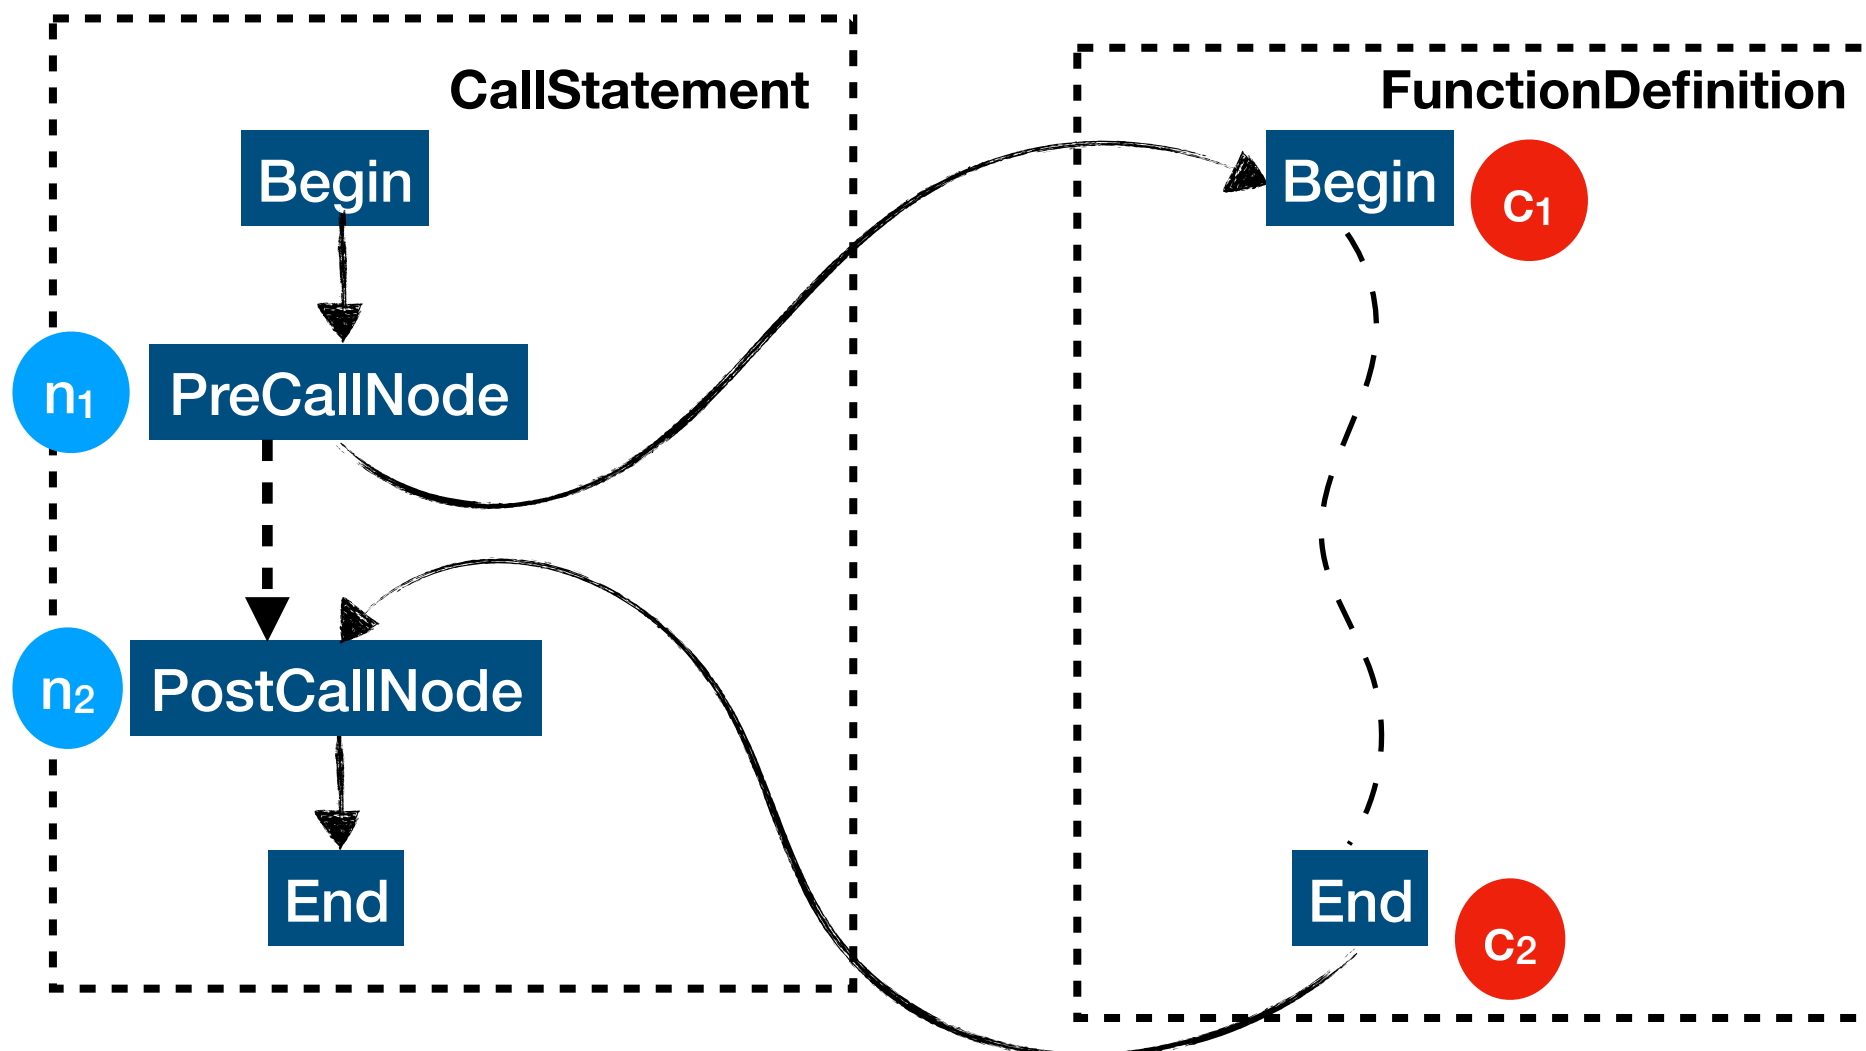 CallStatement
Begin
n₁
PreCallNode
n₂
PostCallNode
End
FunctionDefinition
Begin
c₁
End
c₂